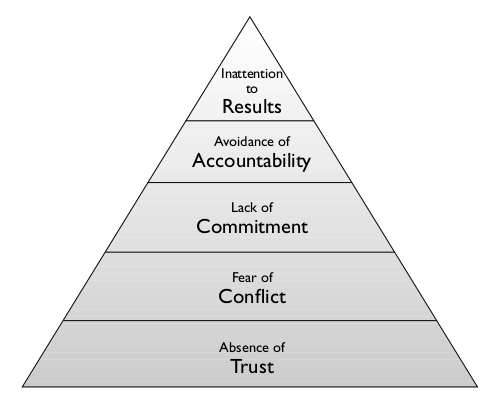 Inattention
to
Results
Avoidance of
Accountability
Lack of
Commitment
Fear of
Conflict
Absence of
Trust